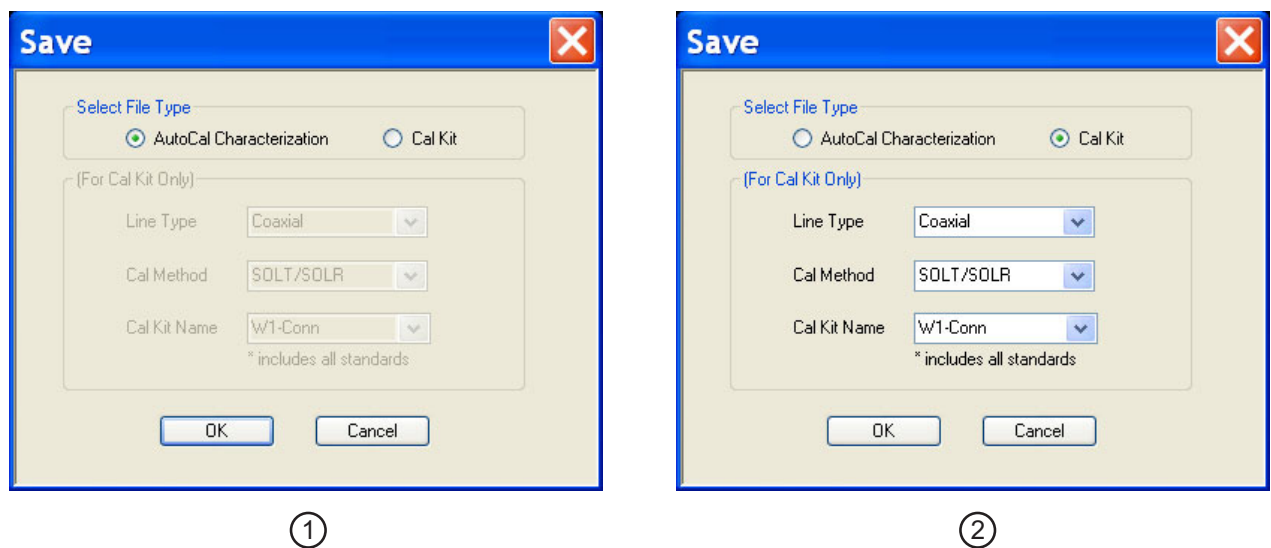 Save
Select File Type
AutoCal Characterization Cal Kit
(For Cal Kit Only)
Line Type Coaxial
Cal Method SOLT/SOLR
Cal Kit Name W1-Conn
* includes all standards
OK Cancel
1
Save
Select File Type
AutoCal Characterization Cal Kit
(For Cal Kit Only)
Line Type Coaxial
Cal Method SOLT/SOLR
Cal Kit Name W1-Conn
* includes all standards
OK Cancel
2